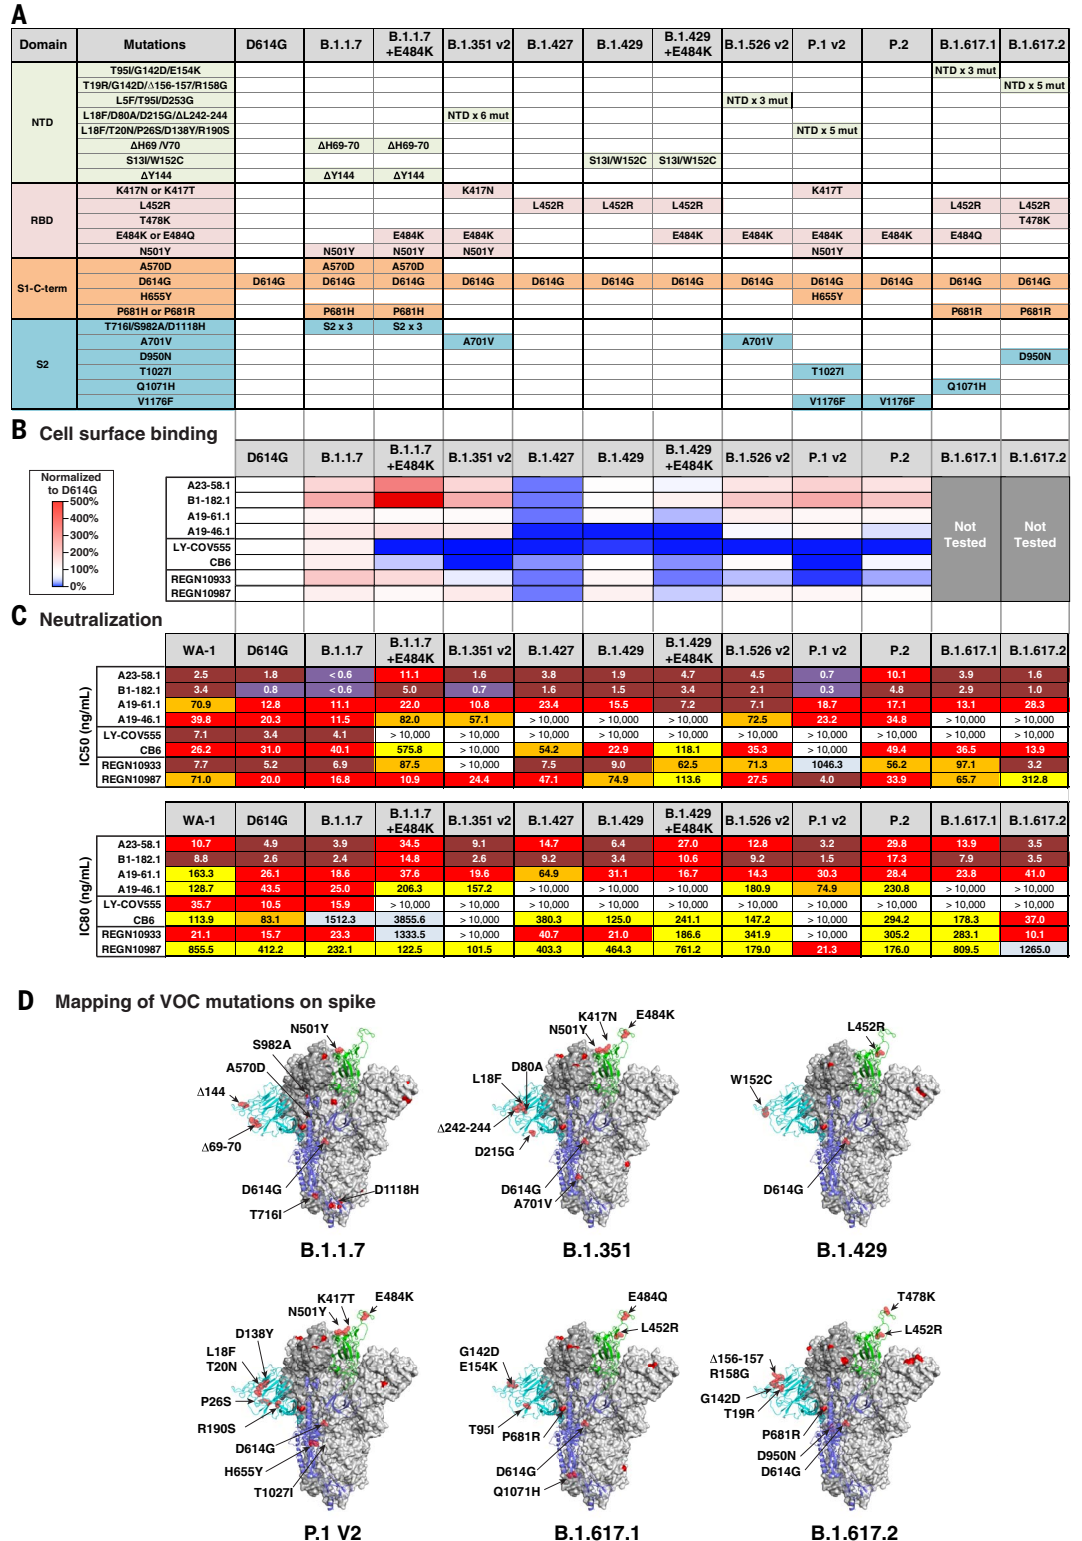 A
Domain Mutations D614G B.1.1.7 B.1.1.7 +E484K B.1.351 v2 B.1.427 B.1.429 B.1.429 +E484K B.1.526 v2 P.1 v2 P.2 B.1.617.1 B.1.617.2
NTD
T95I/G142D/E154K NTD x 3 mut
T19R/G142D/Δ156-157/R158G NTD x 5 mut
L5F/T95I/D253G NTD x 3 mut
L18F/D80A/D215G/ΔL242-244 NTD x 6 mut
L18F/T20N/P26S/D138Y/R190S NTD x 5 mut
ΔH69 /V70 ΔH69-70 ΔH69-70
S13I/W152C S13I/W152C S13I/W152C
ΔY144 ΔY144 ΔY144
RBD
K417N or K417T K417N K417T
L452R L452R L452R L452R L452R L452R
T478K T478K
E484K or E484Q E484K E484K E484K E484K E484K E484K E484Q
N501Y N501Y N501Y N501Y N501Y
S1-C-term
A570D A570D A570D
D614G D614G D614G D614G D614G D614G D614G D614G D614G D614G D614G D614G D614G
H655Y H655Y
P681H or P681R P681H P681H P681R P681R
S2
T716I/S982A/D1118H S2 x 3 S2 x 3
A701V A701V A701V
D950N D950N
T1027I T1027I
Q1071H Q1071H
V1176F V1176F V1176F
B Cell surface binding
D614G B.1.1.7 B.1.1.7 +E484K B.1.351 v2 B.1.427 B.1.429 B.1.429 +E484K B.1.526 v2 P.1 v2 P.2 B.1.617.1 B.1.617.2
Normalized
to D614G
500%
400%
300%
200%
100%
0%
A23-58.1
B1-182.1
A19-61.1
A19-46.1
LY-COV555
CB6
REGN10933
REGN10987
Not Tested
Not Tested
C Neutralization
WA-1 D614G B.1.1.7 B.1.1.7 +E484K B.1.351 v2 B.1.427 B.1.429 B.1.429 +E484K B.1.526 v2 P.1 v2 P.2 B.1.617.1 B.1.617.2
IC50 (ng/mL)
A23-58.1 2.5 1.8 < 0.6 11.1 1.6 3.8 1.9 4.7 4.5 0.7 10.1 3.9 1.6
B1-182.1 3.4 0.8 < 0.6 5.0 0.7 1.6 1.5 3.4 2.1 0.3 4.8 2.9 1.0
A19-61.1 70.9 12.8 11.1 22.0 10.8 23.4 15.5 7.2 7.1 18.7 17.1 13.1 28.3
A19-46.1 39.8 20.3 11.5 82.0 57.1 > 10,000 > 10,000 > 10,000 72.5 23.2 34.8 > 10,000 > 10,000
LY-COV555 7.1 3.4 4.1 > 10,000 > 10,000 > 10,000 > 10,000 > 10,000 > 10,000 > 10,000 > 10,000 > 10,000 > 10,000
CB6 26.2 31.0 40.1 575.8 > 10,000 54.2 22.9 118.1 35.3 > 10,000 49.4 36.5 13.9
REGN10933 7.7 5.2 6.9 87.5 > 10,000 7.5 9.0 62.5 71.3 1046.3 56.2 97.1 3.2
REGN10987 71.0 20.0 16.8 10.9 24.4 47.1 74.9 113.6 27.5 4.0 33.9 65.7 312.8
WA-1 D614G B.1.1.7 B.1.1.7 +E484K B.1.351 v2 B.1.427 B.1.429 B.1.429 +E484K B.1.526 v2 P.1 v2 P.2 B.1.617.1 B.1.617.2
IC80 (ng/mL)
A23-58.1 10.7 4.9 3.9 34.5 9.1 14.7 6.4 27.0 12.8 3.2 29.8 13.9 3.5
B1-182.1 8.8 2.6 2.4 14.8 2.6 9.2 3.4 10.6 9.2 1.5 17.3 7.9 3.5
A19-61.1 163.3 26.1 18.6 37.6 19.6 64.9 31.1 16.7 14.3 30.3 28.4 23.8 41.0
A19-46.1 128.7 43.5 25.0 206.3 157.2 > 10,000 > 10,000 > 10,000 180.9 74.9 230.8 > 10,000 > 10,000
LY-COV555 35.7 10.5 15.9 > 10,000 > 10,000 > 10,000 > 10,000 > 10,000 > 10,000 > 10,000 > 10,000 > 10,000 > 10,000
CB6 113.9 83.1 1512.3 3855.6 > 10,000 380.3 125.0 241.1 147.2 > 10,000 294.2 178.3 37.0
REGN10933 21.1 15.7 23.3 1333.5 > 10,000 40.7 21.0 186.6 341.9 > 10,000 305.2 283.1 10.1
REGN10987 855.5 412.2 232.1 122.5 101.5 403.3 464.3 761.2 179.0 21.3 176.0 809.5 1265.0
D Mapping of VOC mutations on spike
N501Y
S982A
A570D
Δ144
Δ69-70
D614G
T716I
D1118H
B.1.1.7
K417N
E484K
N501Y
D80A
L18F
Δ242-244
D215G
D614G
A701V
B.1.351
L452R
W152C
D614G
B.1.429
K417T
E484K
N501Y
D138Y
L18F
T20N
P26S
R190S
D614G
H655Y
T1027I
P.1 V2
E484Q
L452R
G142D
E154K
T95I
P681R
D614G
Q1071H
B.1.617.1
T478K
L452R
Δ156-157
R158G
G142D
T19R
P681R
D950N
D614G
B.1.617.2